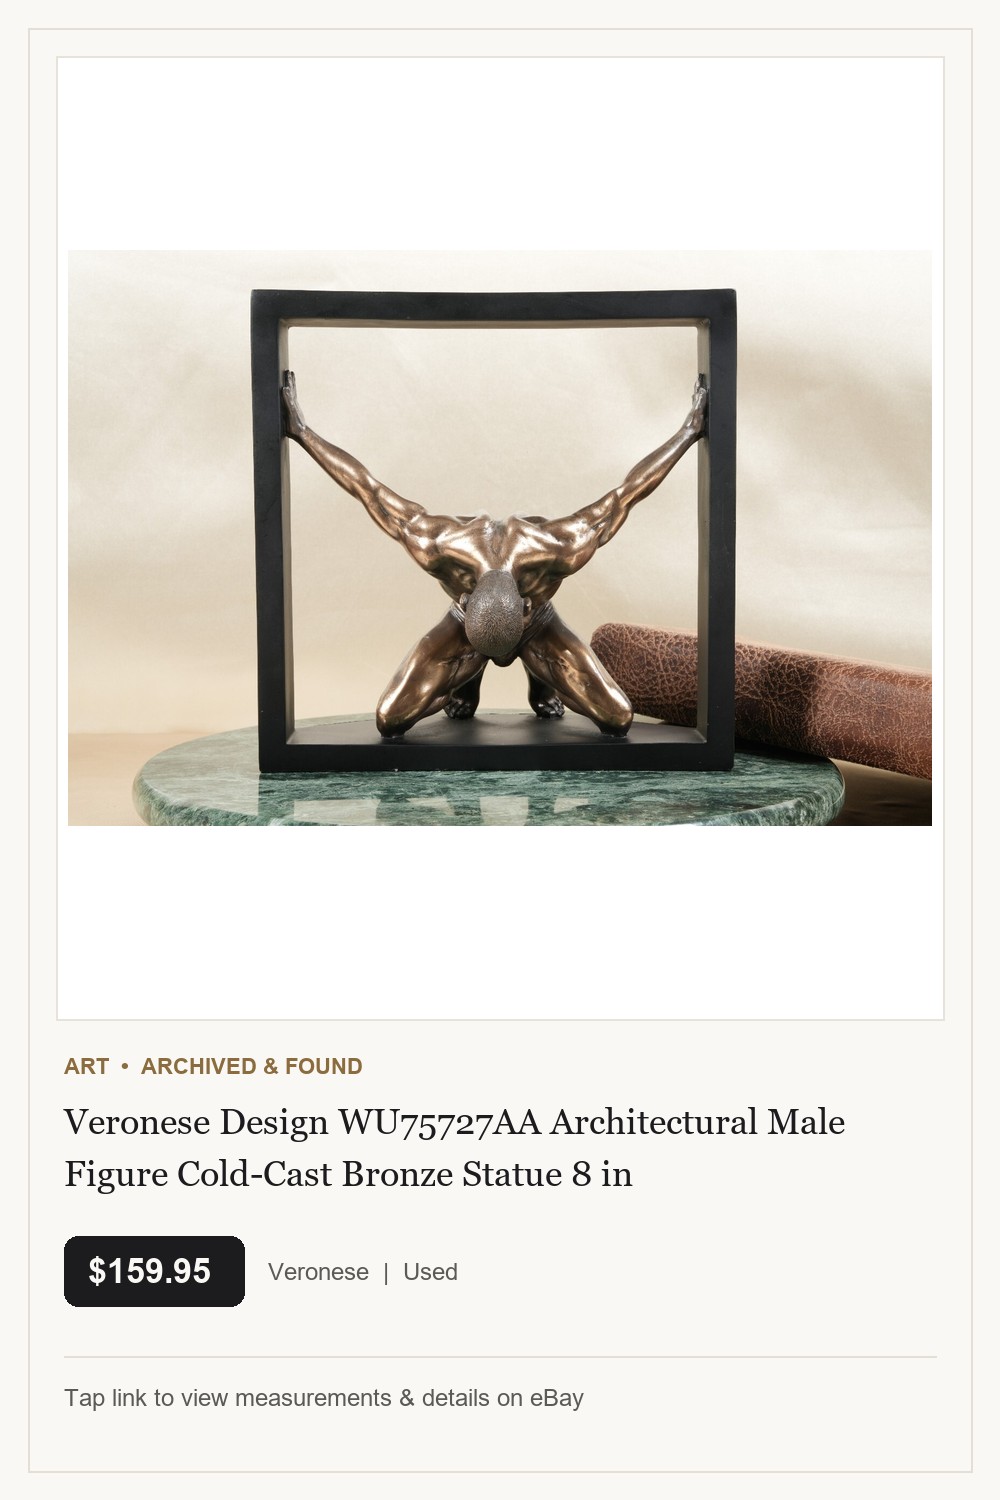 ART • ARCHIVED & FOUND
Veronese Design WU75727AA Architectural Male
Figure Cold-Cast Bronze Statue 8 in
$159.95
Veronese | Used
Tap link to view measurements & details on eBay